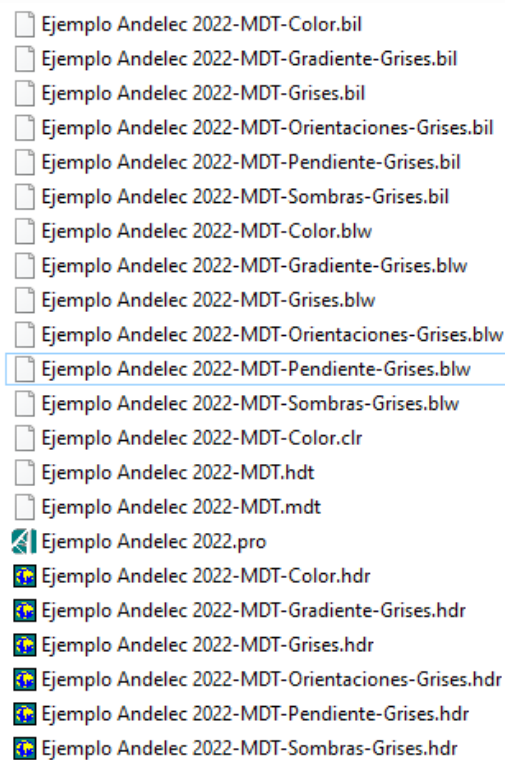 Ejemplo Andelec 2022-MDT-Color.bil
Ejemplo Andelec 2022-MDT-Gradiente-Grises.bil
Ejemplo Andelec 2022-MDT-Grises.bil
Ejemplo Andelec 2022-MDT-Orientaciones-Grises.bil
Ejemplo Andelec 2022-MDT-Pendiente-Grises.bil
Ejemplo Andelec 2022-MDT-Sombras-Grises.bil
Ejemplo Andelec 2022-MDT-Color.blw
Ejemplo Andelec 2022-MDT-Gradiente-Grises.blw
Ejemplo Andelec 2022-MDT-Grises.blw
Ejemplo Andelec 2022-MDT-Orientaciones-Grises.blw
Ejemplo Andelec 2022-MDT-Pendiente-Grises.blw
Ejemplo Andelec 2022-MDT-Sombras-Grises.blw
Ejemplo Andelec 2022-MDT-Color.clr
Ejemplo Andelec 2022-MDT.hdt
Ejemplo Andelec 2022-MDT.mdt
Ejemplo Andelec 2022.pro
Ejemplo Andelec 2022-MDT-Color.hdr
Ejemplo Andelec 2022-MDT-Gradiente-Grises.hdr
Ejemplo Andelec 2022-MDT-Grises.hdr
Ejemplo Andelec 2022-MDT-Orientaciones-Grises.hdr
Ejemplo Andelec 2022-MDT-Pendiente-Grises.hdr
Ejemplo Andelec 2022-MDT-Sombras-Grises.hdr